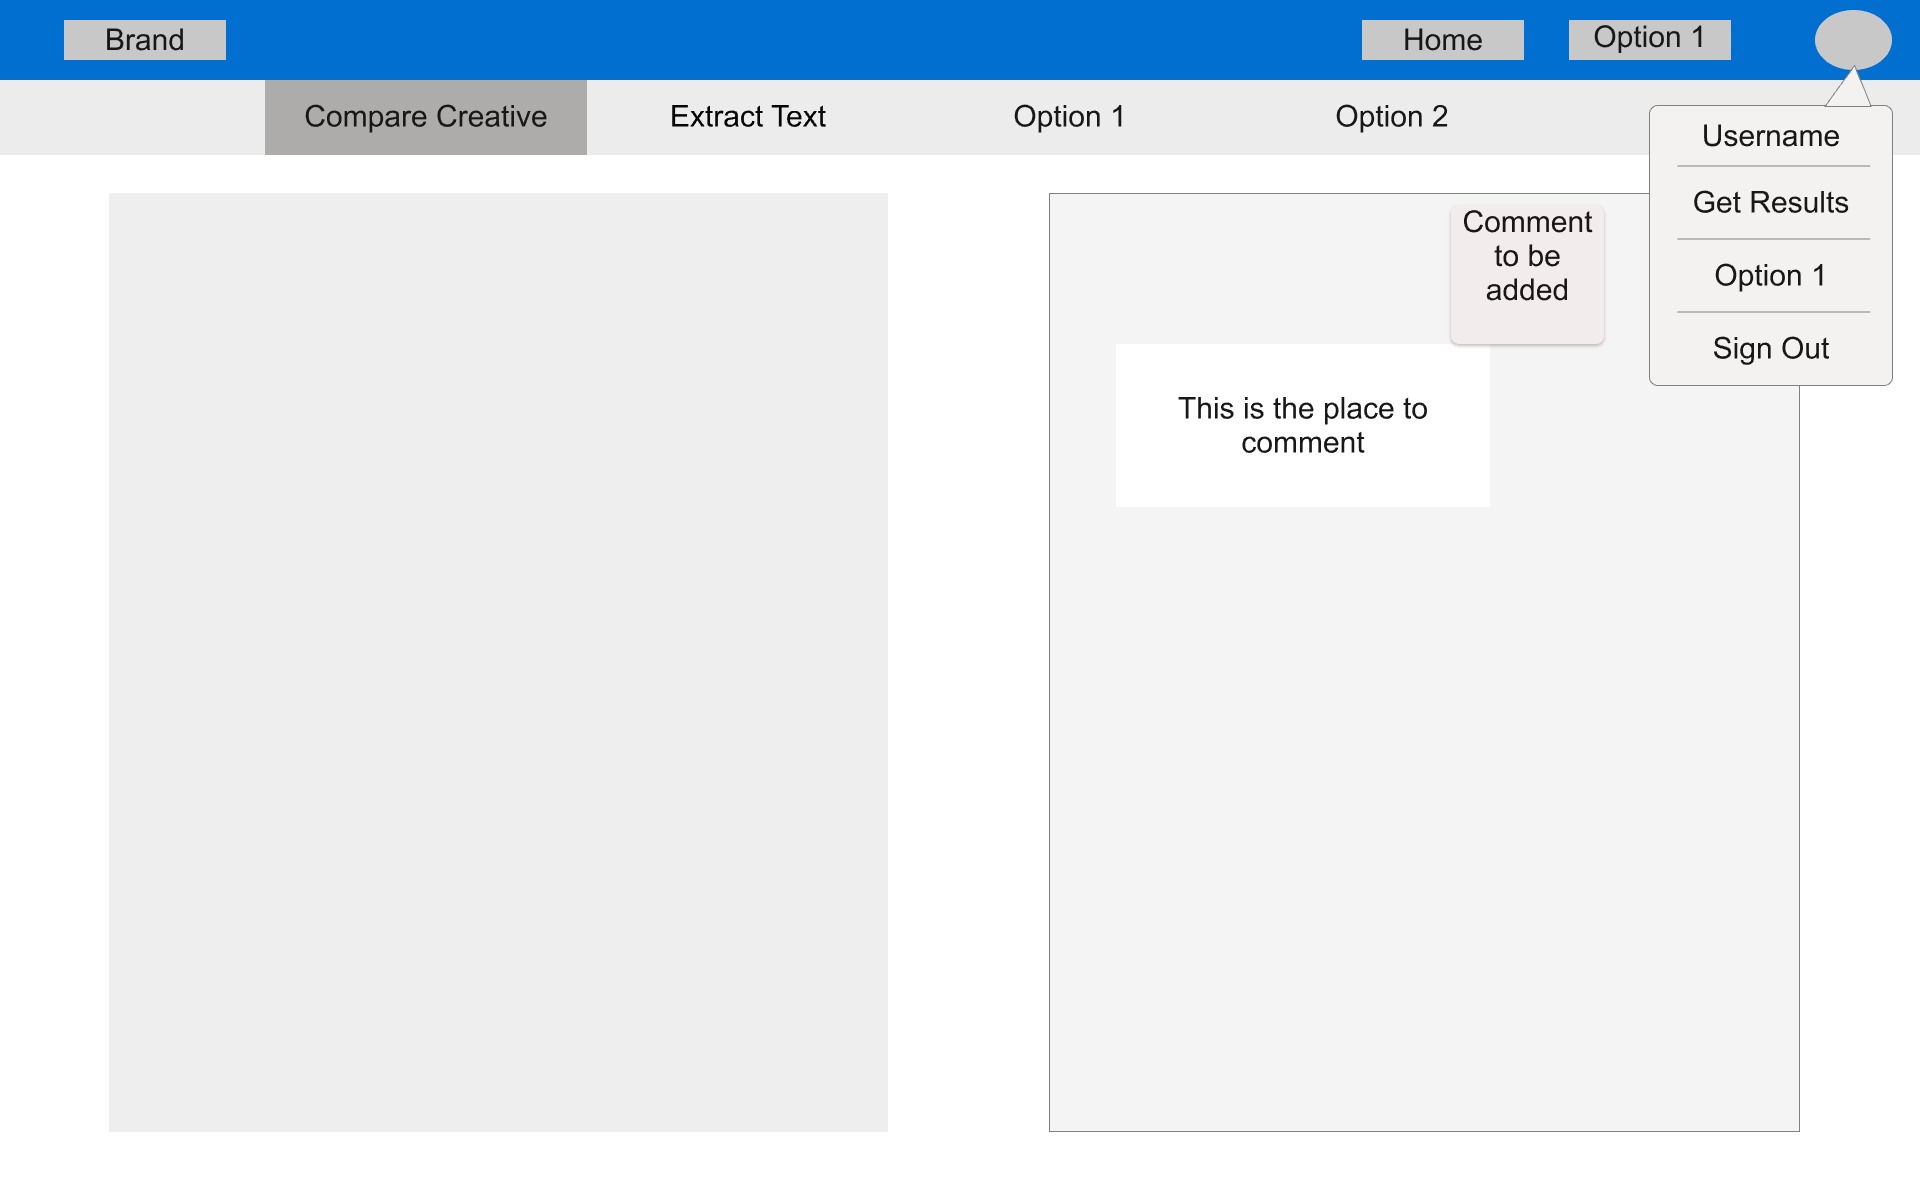 Brand
Home
Option 1
Compare Creative
Extract Text
Option 1
Option 2
Username
Get Results
Option 1
Sign Out
Comment
to be
added
This is the place to
comment